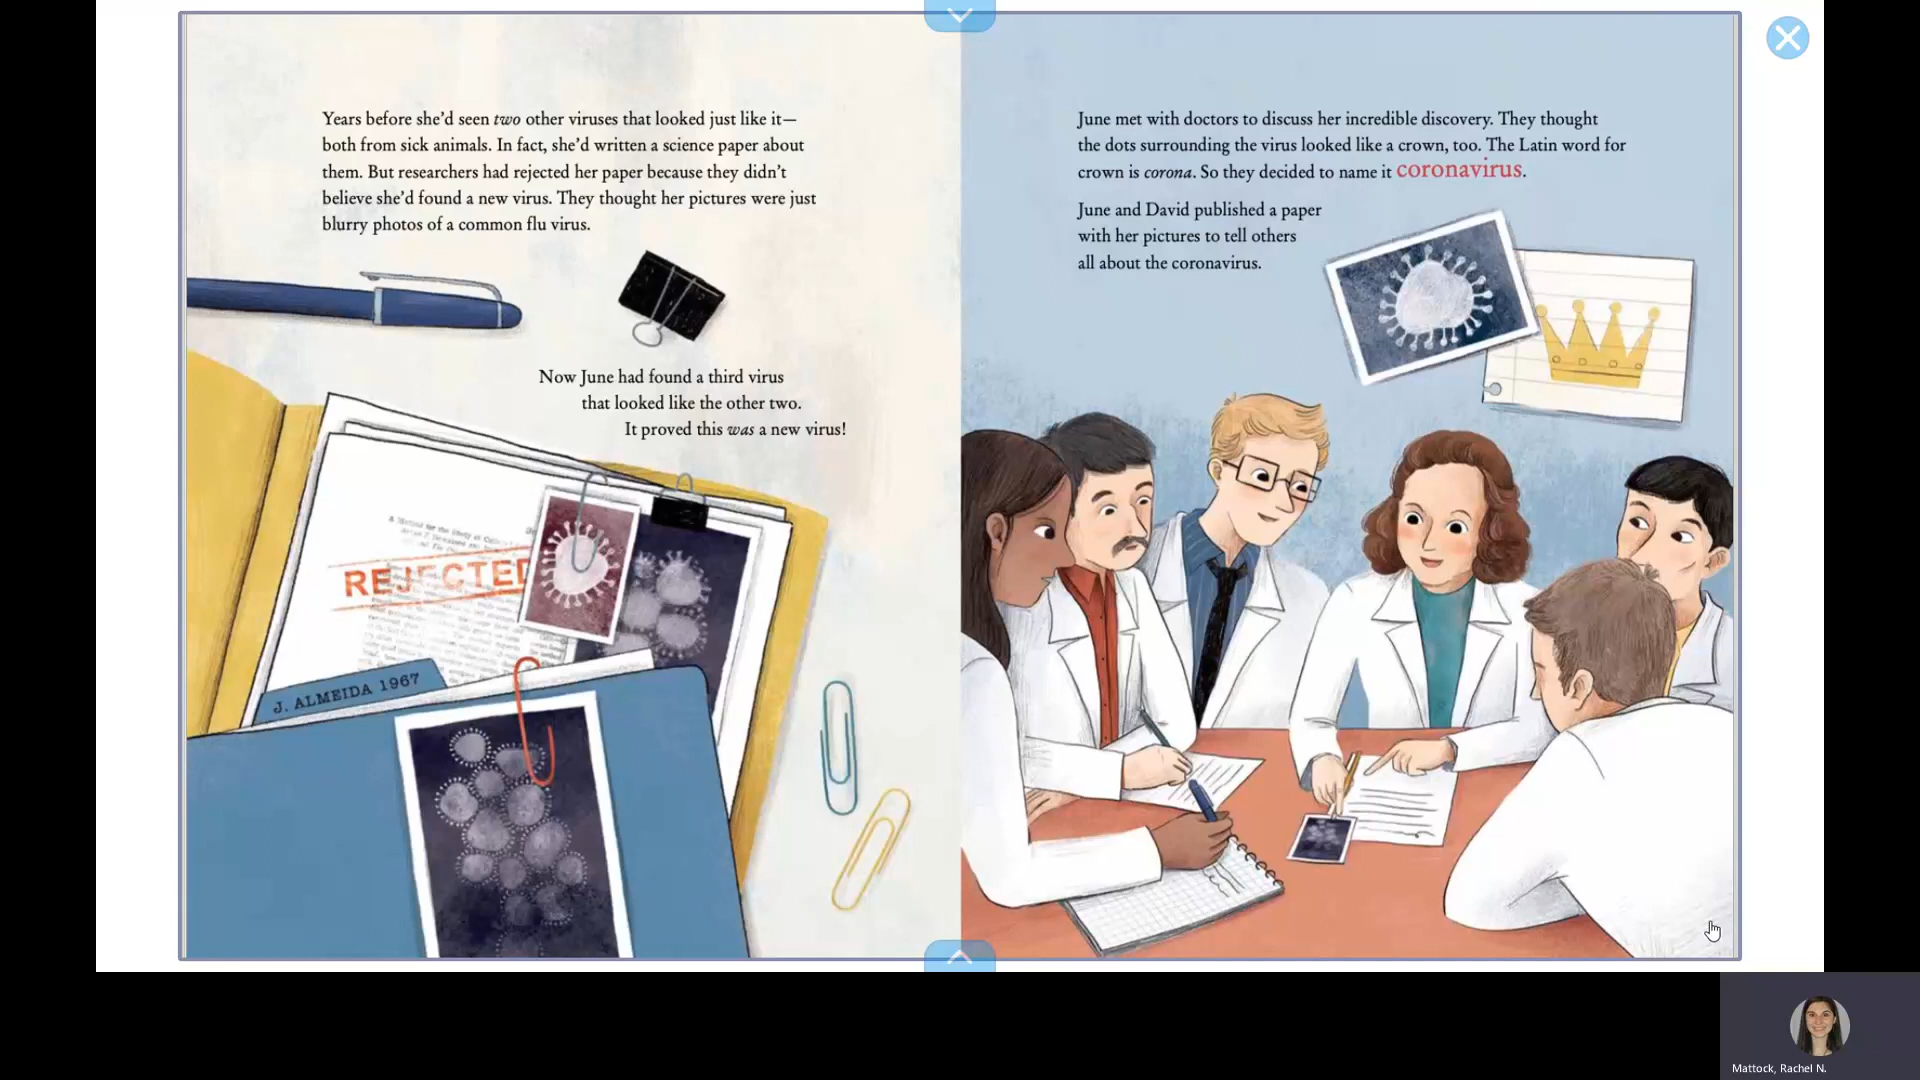 Years before she’d seen two other viruses that looked just like it—
both from sick animals. In fact, she’d written a science paper about
them. But researchers had rejected her paper because they didn’t
believe she’d found a new virus. They thought her pictures were just
blurry photos of a common flu virus.
Now June had found a third virus
that looked like the other two.
It proved this was a new virus!
REJECTED
J. ALMEIDA 1967
June met with doctors to discuss her incredible discovery. They thought
the dots surrounding the virus looked like a crown, too. The Latin word for
crown is corona. So they decided to name it coronavirus.
June and David published a paper
with her pictures to tell others
all about the coronavirus.
Mattock, Rachel N.